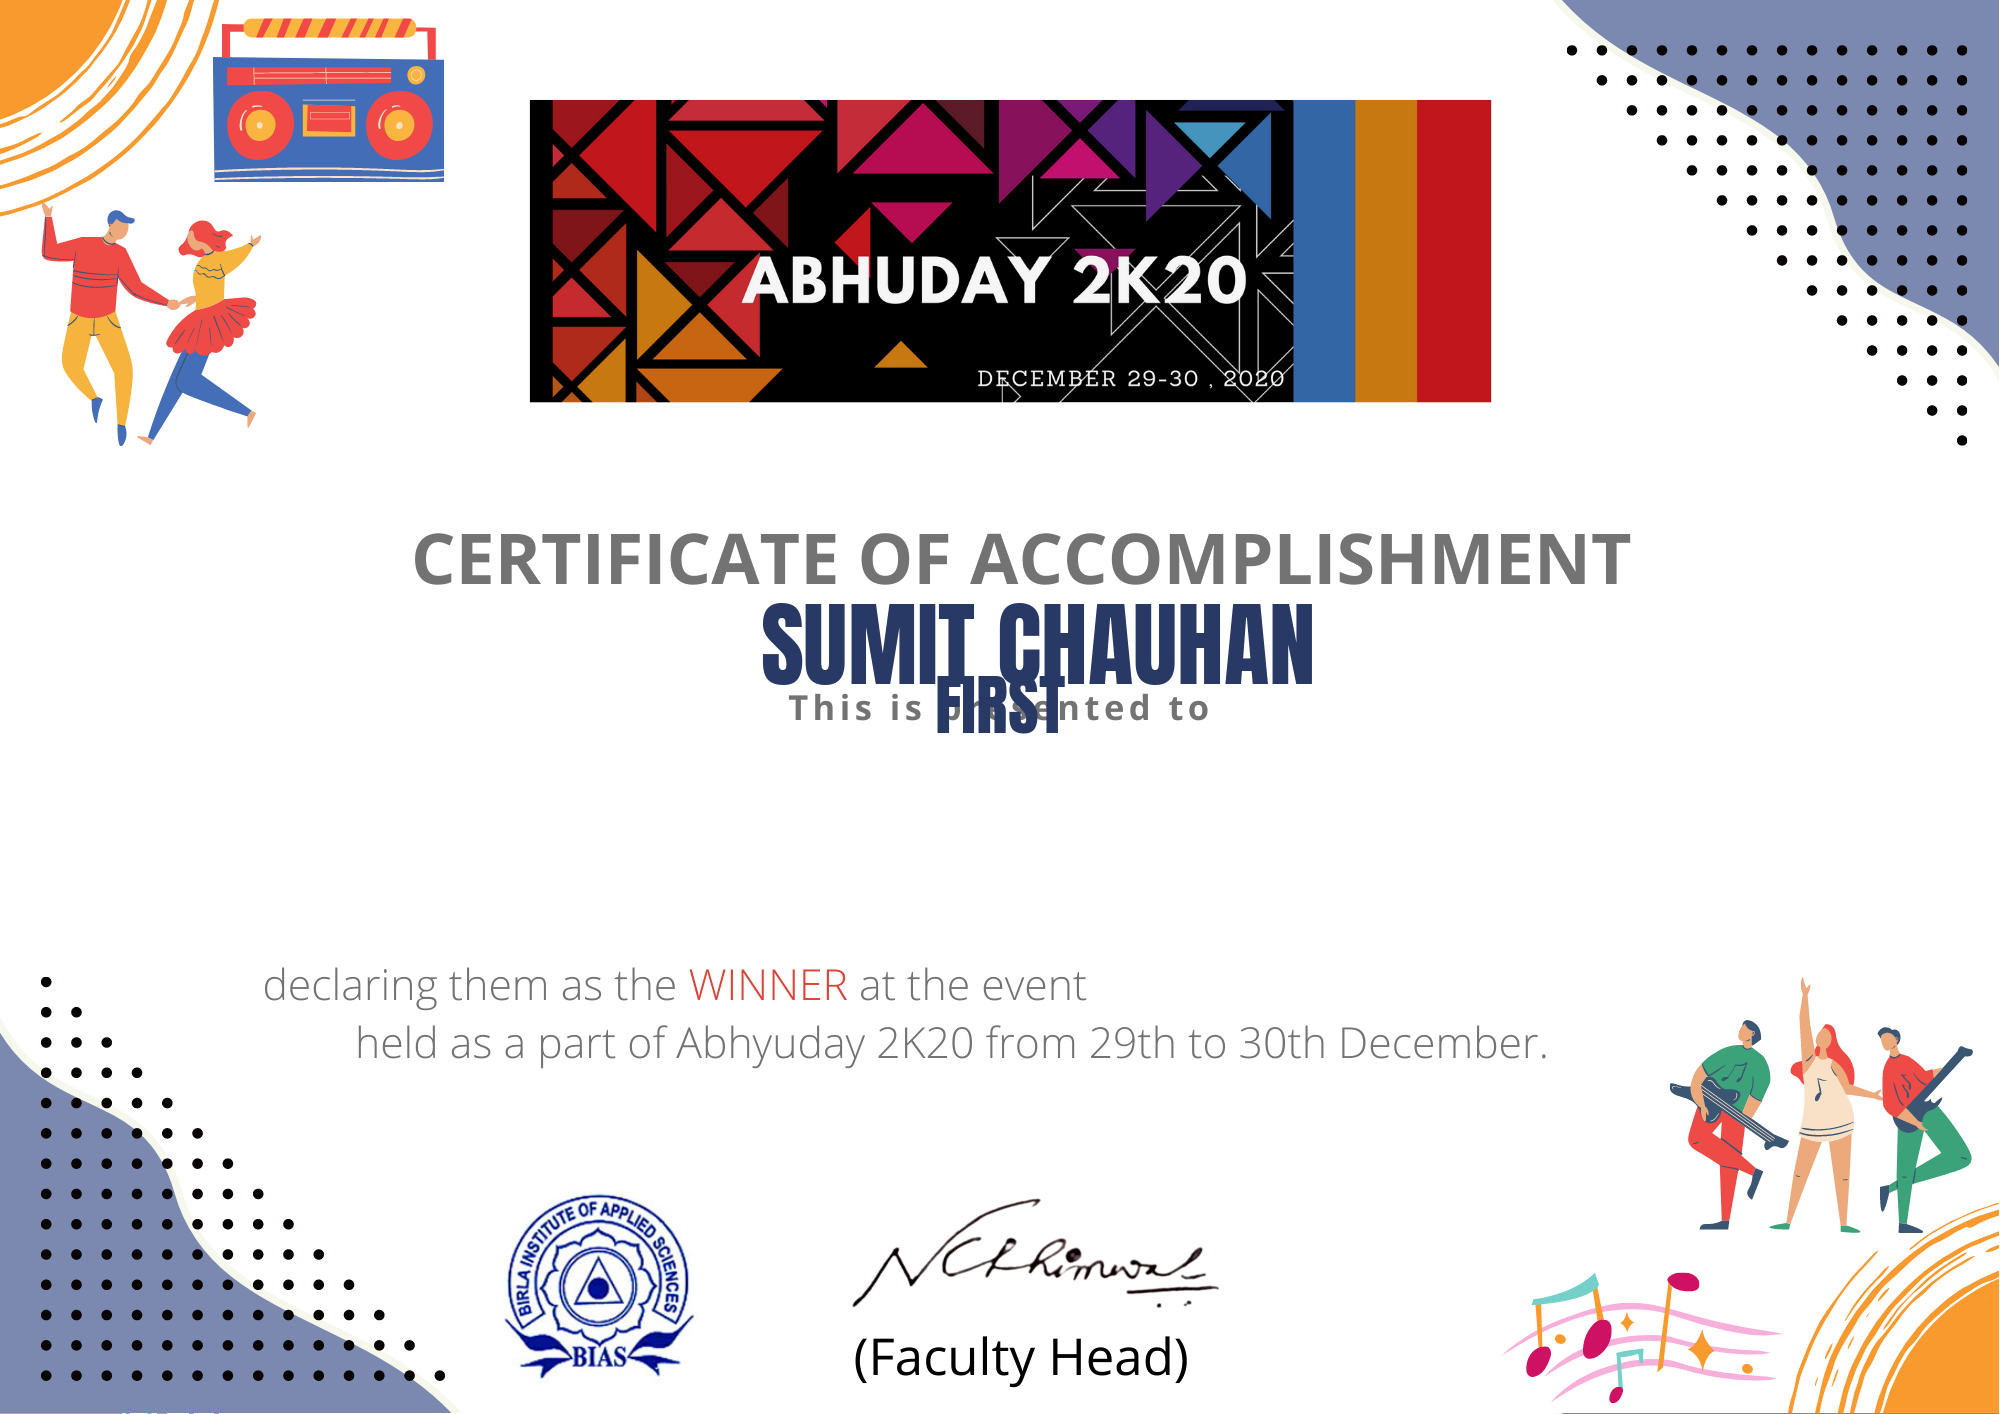 ABHUDAY 2K20
DECEMBER 29-30 , 2020
CERTIFICATE OF ACCOMPLISHMENT
SUMIT CHAUHAN
FIRST
This is presented to
declaring them as the WINNER at the event
held as a part of Abhyuday 2K20 from 29th to 30th December.
BIRLA INSTITUTE OF APPLIED SCIENCES
BIAS
(Faculty Head)